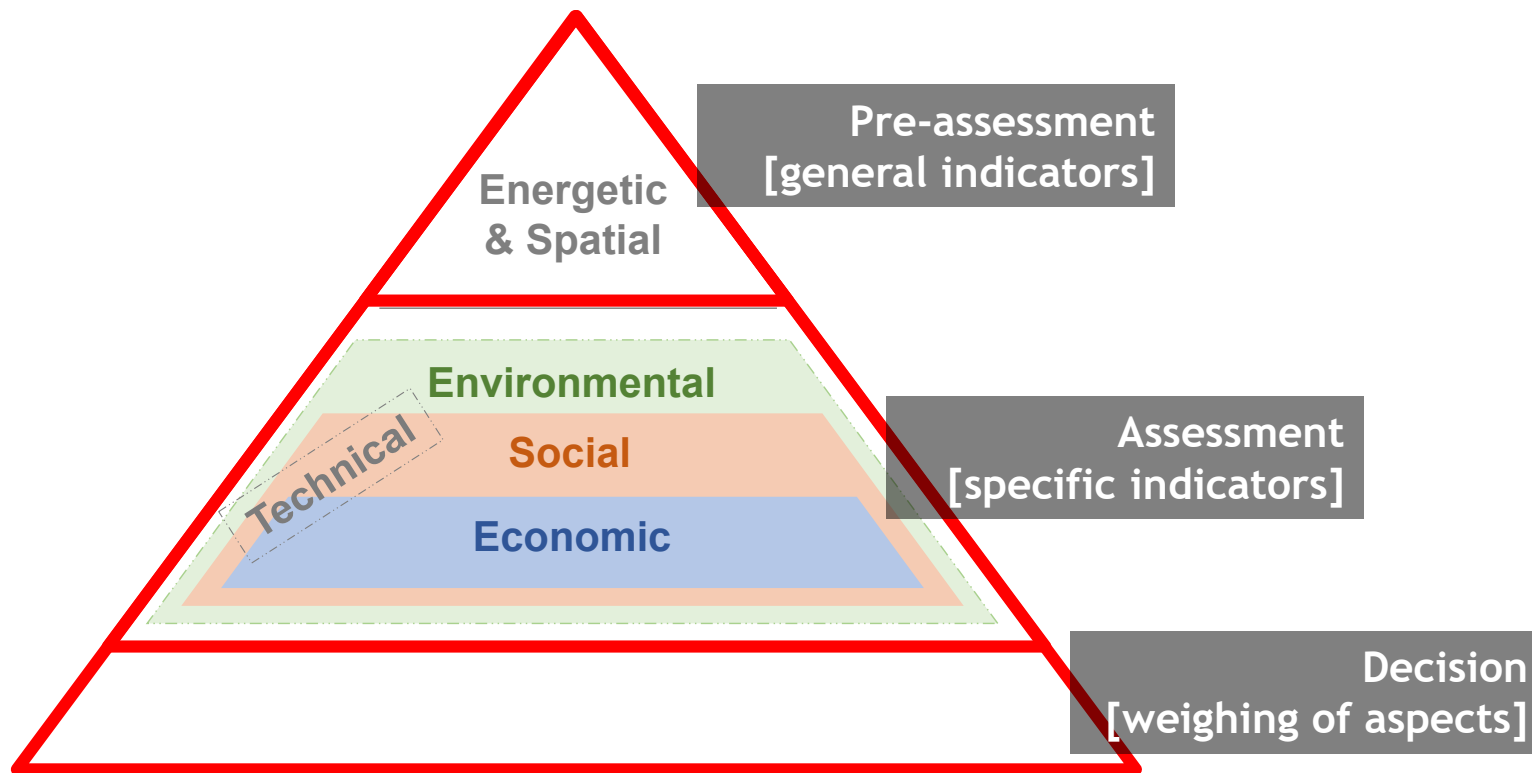 Pre-assessment
[general indicators]
Energetic
& Spatial
Environmental
Social
Technical
Economic
Assessment
[specific indicators]
Decision
[weighing of aspects]